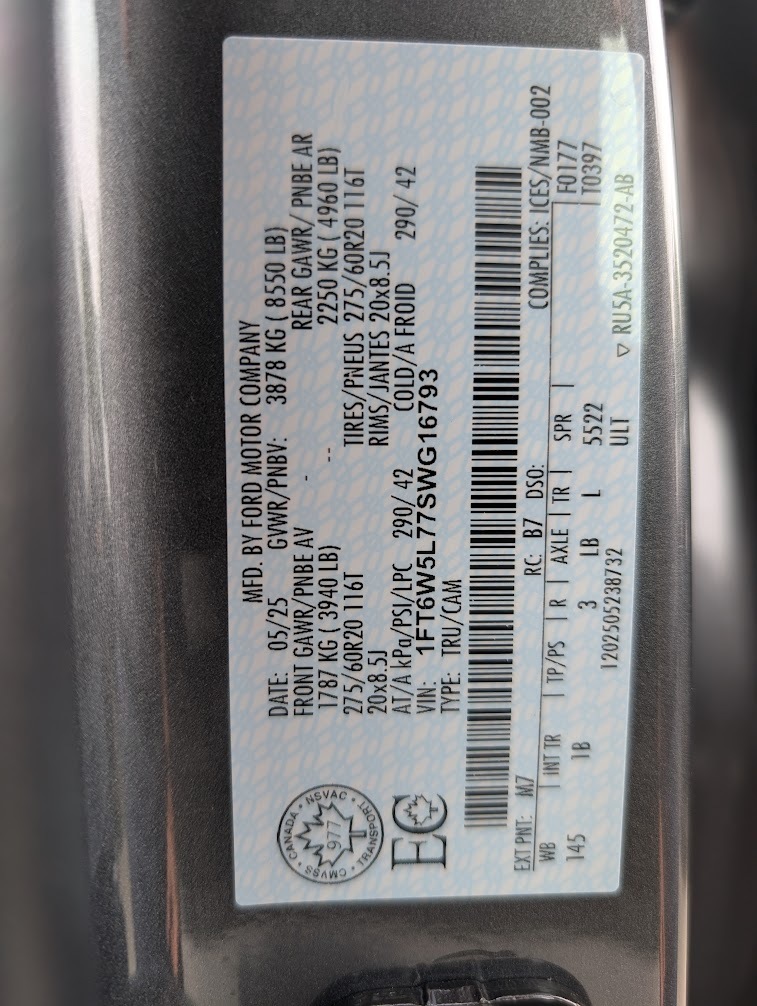 MFD. BY FORD MOTOR COMPANY
DATE: 05/25 GVWR/PNBV: 3878 KG ( 8550 LB)
FRONT GAWR/PNBE AV - REAR GAWR/ PNBE AR
1787 KG ( 3940 LB) -- 2250 KG ( 4960 LB)
275/60R20 116T TIRES/PNEUS 275/60R20 116T
20x8.5J RIMS/JANTES 20x8.5J
AT/A kPa/PSI/LPC 290/ 42 COLD/A FROID 290/ 42
VIN: 1FT6W5L77SWG16793
TYPE: TRU/CAM
CANADA • NSVAC • TRANSPORT • CMVSS •
977
EC
EXT PNT: M7 RC: B7 DSO: COMPLIES: ICES/NMB-002
WB | INT TR | TP/PS | R | AXLE | TR | SPR | F0177
145 1B 3 LB L 5522 T0397
1202505238732 ULT ▽ RU5A-3520472-AB